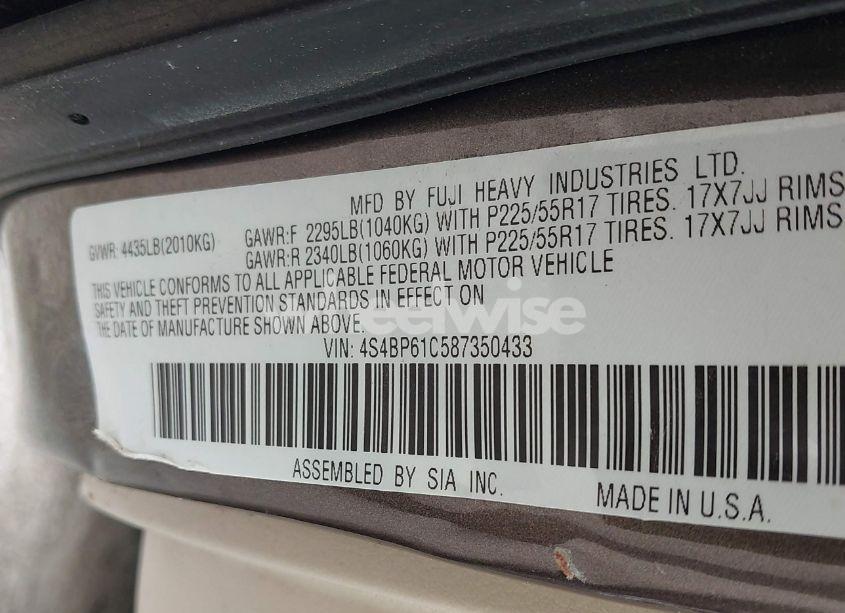 MFD BY FUJI HEAVY INDUSTRIES LTD.
GVWR: 4435LB(2010KG) GAWR:F 2295LB(1040KG) WITH P225/55R17 TIRES. 17X7JJ RIMS
GAWR:R 2340LB(1060KG) WITH P225/55R17 TIRES. 17X7JJ RIMS
THIS VEHICLE CONFORMS TO ALL APPLICABLE FEDERAL MOTOR VEHICLE
SAFETY AND THEFT PREVENTION STANDARDS IN EFFECT ON
THE DATE OF MANUFACTURE SHOWN ABOVE.
VIN: 4S4BP61C587350433
ASSEMBLED BY SIA INC.
MADE IN U.S.A.